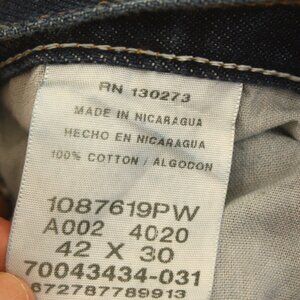 RN 130273
MADE IN NICARAGUA
HECHO EN NICARAGUA
100% COTTON / ALGODON
1087619PW
A002 4020
42 X 30
70043434-031
672787789913